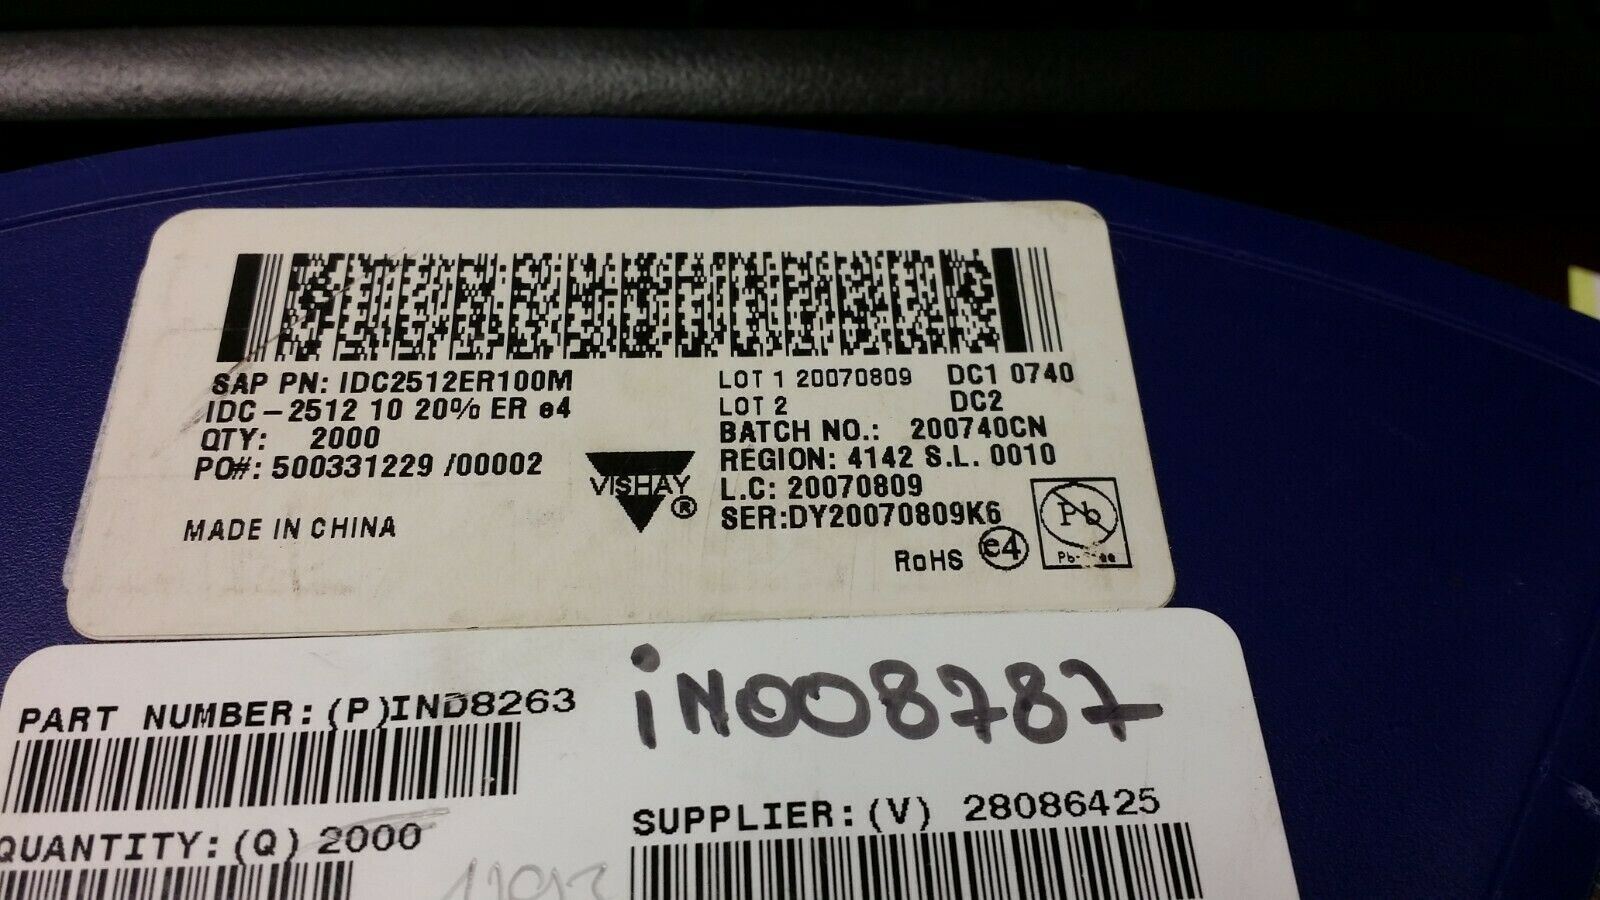 SAP PN: IDC2512ER100M
IDC-2512 10 20% ER e4
QTY: 2000
PO#: 500331229 /00002
MADE IN CHINA
VISHAY ®
LOT 1 20070809 DC1 0740
LOT 2 DC2
BATCH NO.: 200740CN
REGION: 4142 S.L. 0010
L.C: 20070809
SER:DY20070809K6
RoHS e4
Pb
PART NUMBER:(P)IND8263
iN008787
QUANTITY:(Q) 2000
SUPPLIER:(V) 28086425